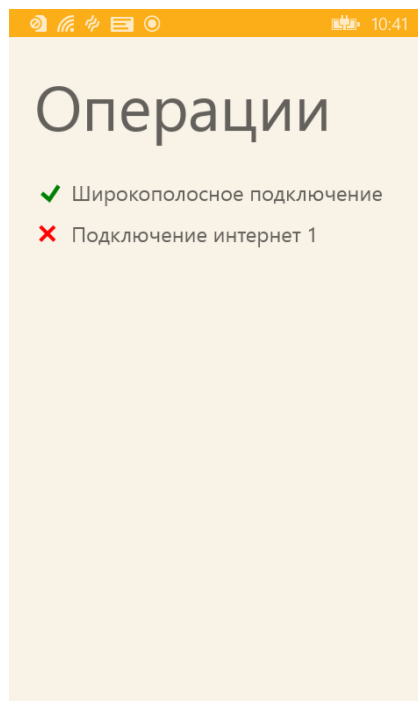 10:41
Операции
Широкополосное подключение
Подключение интернет 1